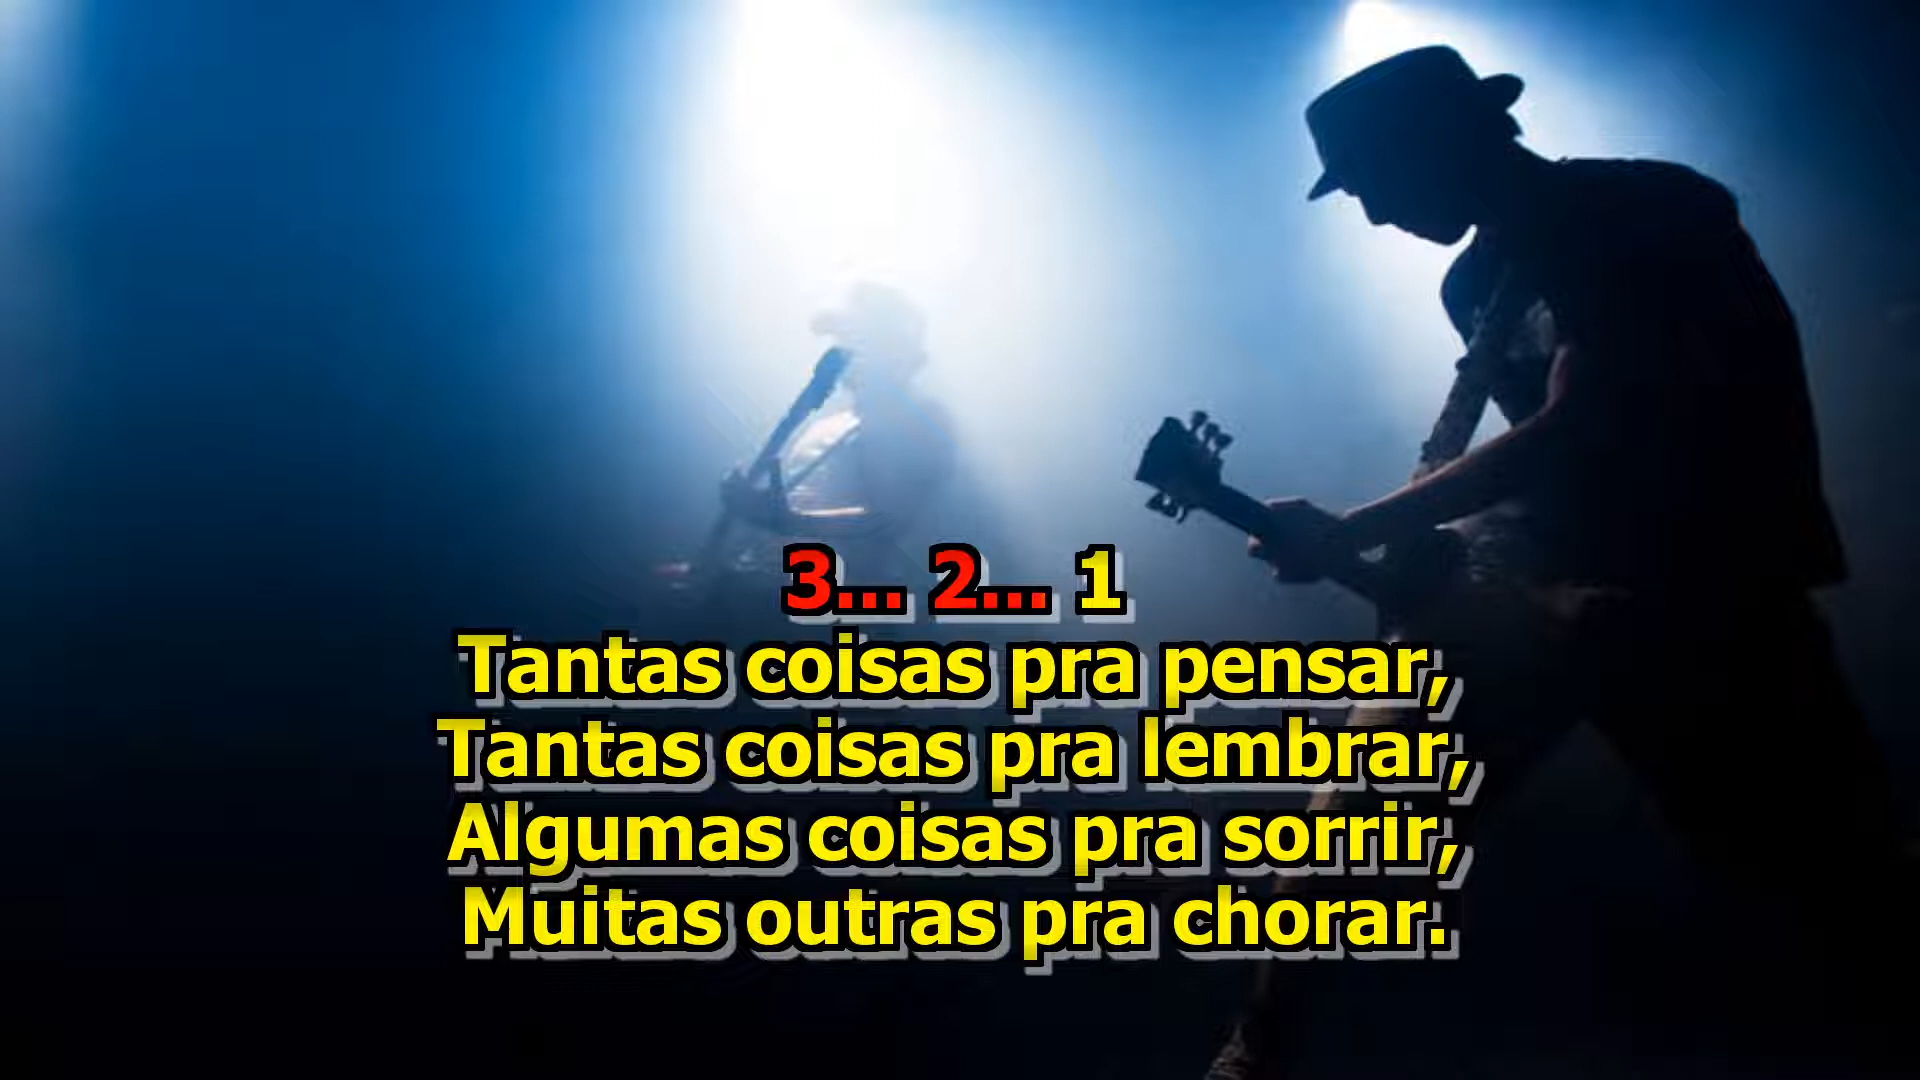 3... 2... 1
Tantas coisas pra pensar,
Tantas coisas pra lembrar,
Algumas coisas pra sorrir,
Muitas outras pra chorar.